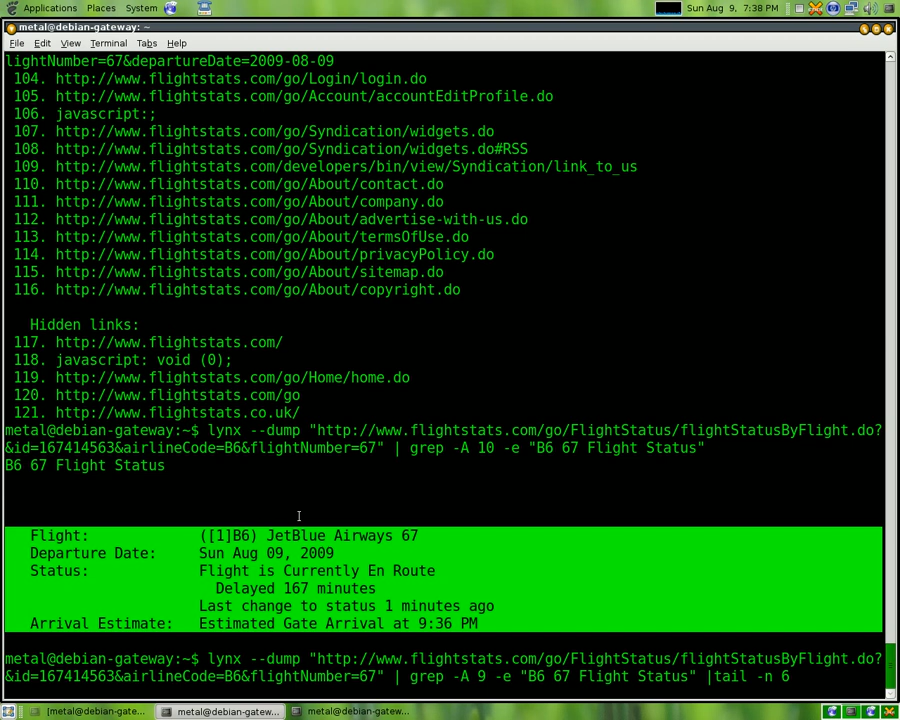 Applications Places System Sun Aug 9, 7:38 PM
metal@debian-gateway: ~
File Edit View Terminal Tabs Help
lightNumber=67&departureDate=2009-08-09
104. http://www.flightstats.com/go/Login/login.do
105. http://www.flightstats.com/go/Account/accountEditProfile.do
106. javascript:;
107. http://www.flightstats.com/go/Syndication/widgets.do
108. http://www.flightstats.com/go/Syndication/widgets.do#RSS
109. http://www.flightstats.com/developers/bin/view/Syndication/link_to_us
110. http://www.flightstats.com/go/About/contact.do
111. http://www.flightstats.com/go/About/company.do
112. http://www.flightstats.com/go/About/advertise-with-us.do
113. http://www.flightstats.com/go/About/termsOfUse.do
114. http://www.flightstats.com/go/About/privacyPolicy.do
115. http://www.flightstats.com/go/About/sitemap.do
116. http://www.flightstats.com/go/About/copyright.do
Hidden links:
117. http://www.flightstats.com/
118. javascript: void (0);
119. http://www.flightstats.com/go/Home/home.do
120. http://www.flightstats.com/go
121. http://www.flightstats.co.uk/
metal@debian-gateway:~$ lynx --dump "http://www.flightstats.com/go/FlightStatus/flightStatusByFlight.do?
&id=167414563&airlineCode=B6&flightNumber=67" | grep -A 10 -e "B6 67 Flight Status"
B6 67 Flight Status
Flight: ([1]B6) JetBlue Airways 67
Departure Date: Sun Aug 09, 2009
Status: Flight is Currently En Route
Delayed 167 minutes
Last change to status 1 minutes ago
Arrival Estimate: Estimated Gate Arrival at 9:36 PM
metal@debian-gateway:~$ lynx --dump "http://www.flightstats.com/go/FlightStatus/flightStatusByFlight.do?
&id=167414563&airlineCode=B6&flightNumber=67" | grep -A 9 -e "B6 67 Flight Status" |tail -n 6
[metal@debian-gate... metal@debian-gatew... metal@debian-gatew...